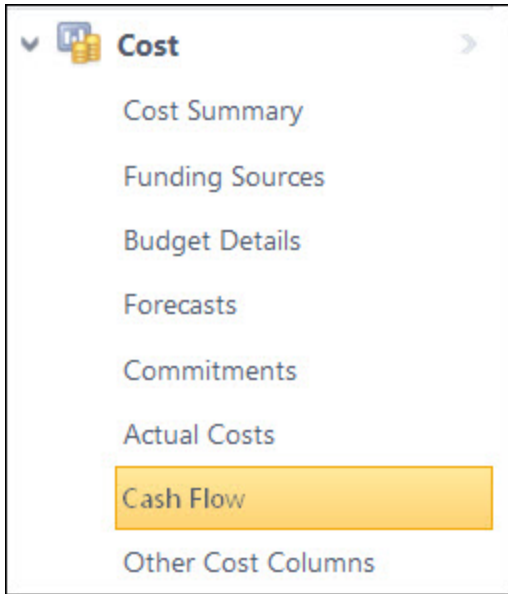 Cost
Cost Summary
Funding Sources
Budget Details
Forecasts
Commitments
Actual Costs
Cash Flow
Other Cost Columns